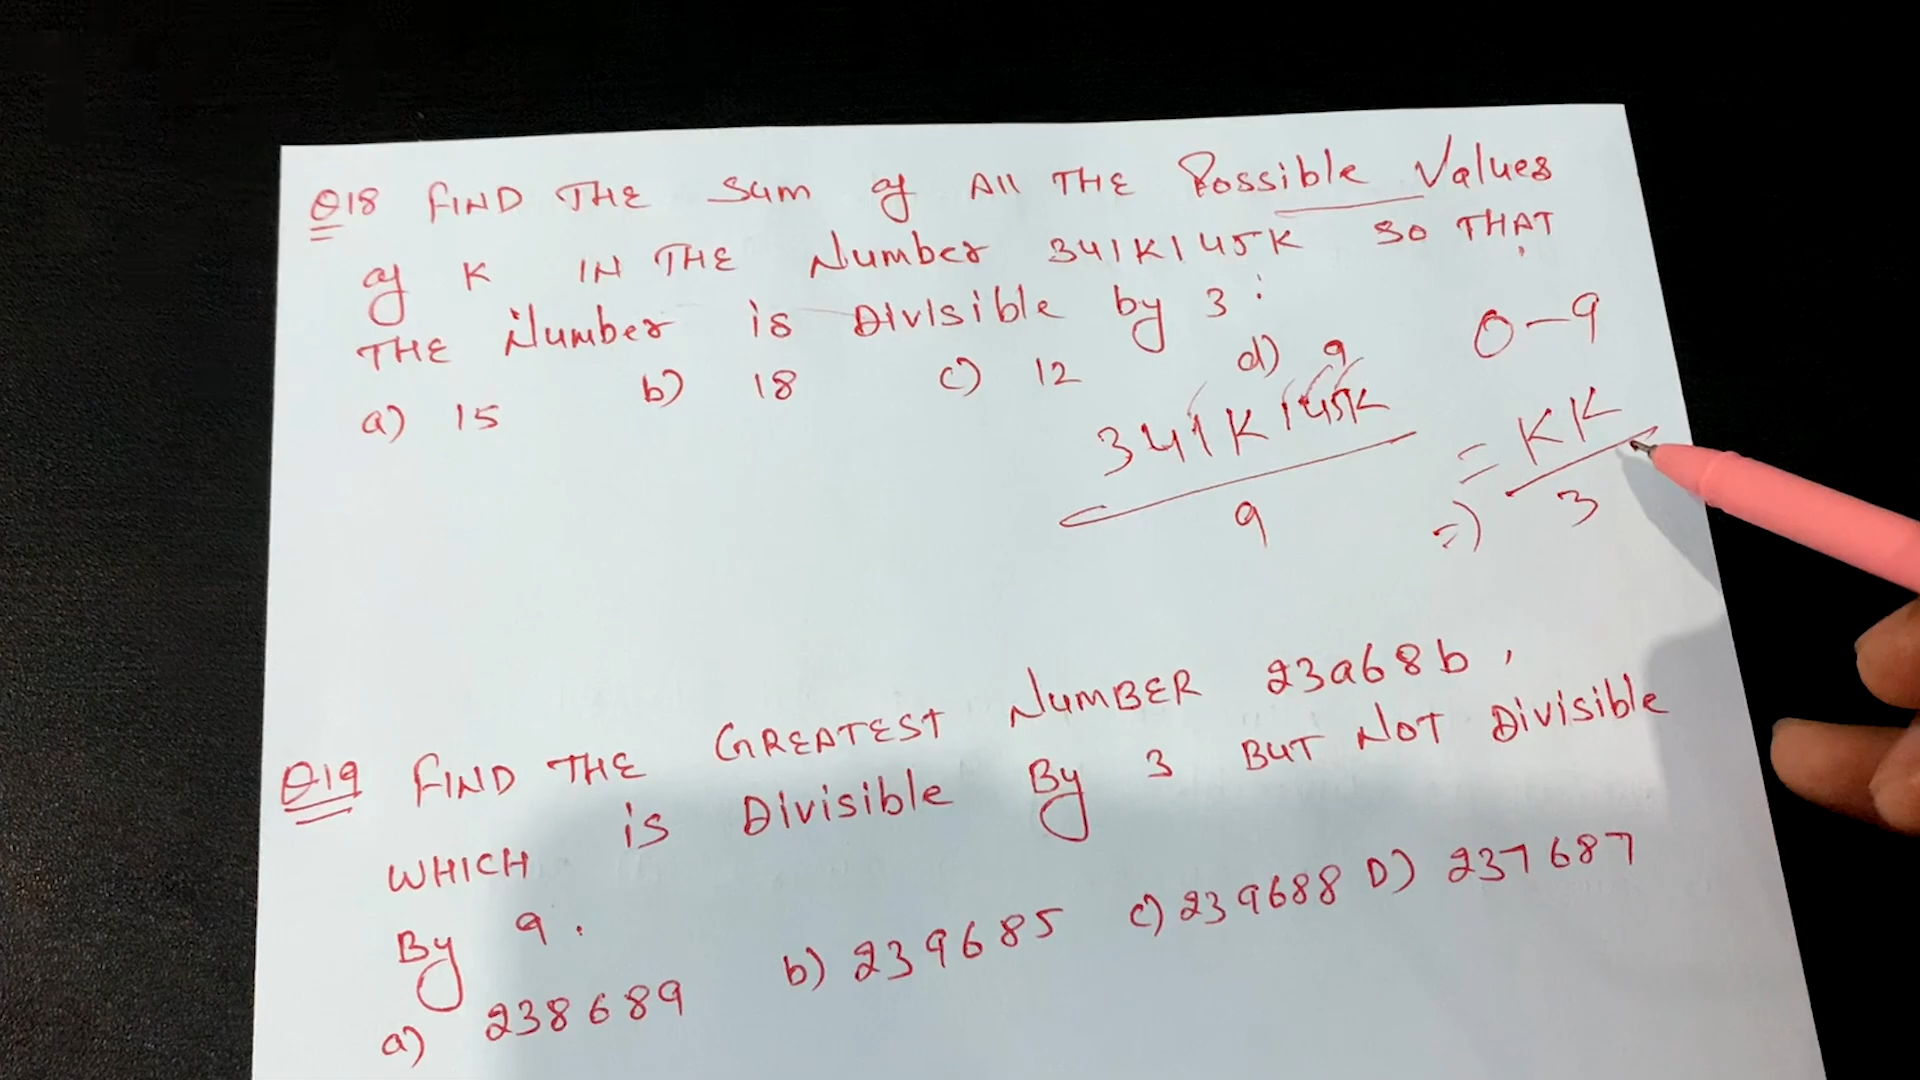 Q18 FIND THE Sum of All THE Possible Values
of K IN THE Number 341K145K SO THAT
THE Number is Divisible by 3:
a) 15 b) 18 c) 12 d) 9
0-9
341K145K = KK
9 => 3
Q19 FIND THE GREATEST NumBER 23a68b,
WHICH is Divisible By 3 BUT NOT Divisible
By 9.
a) 238689 b) 239685 c) 239688 D) 237687